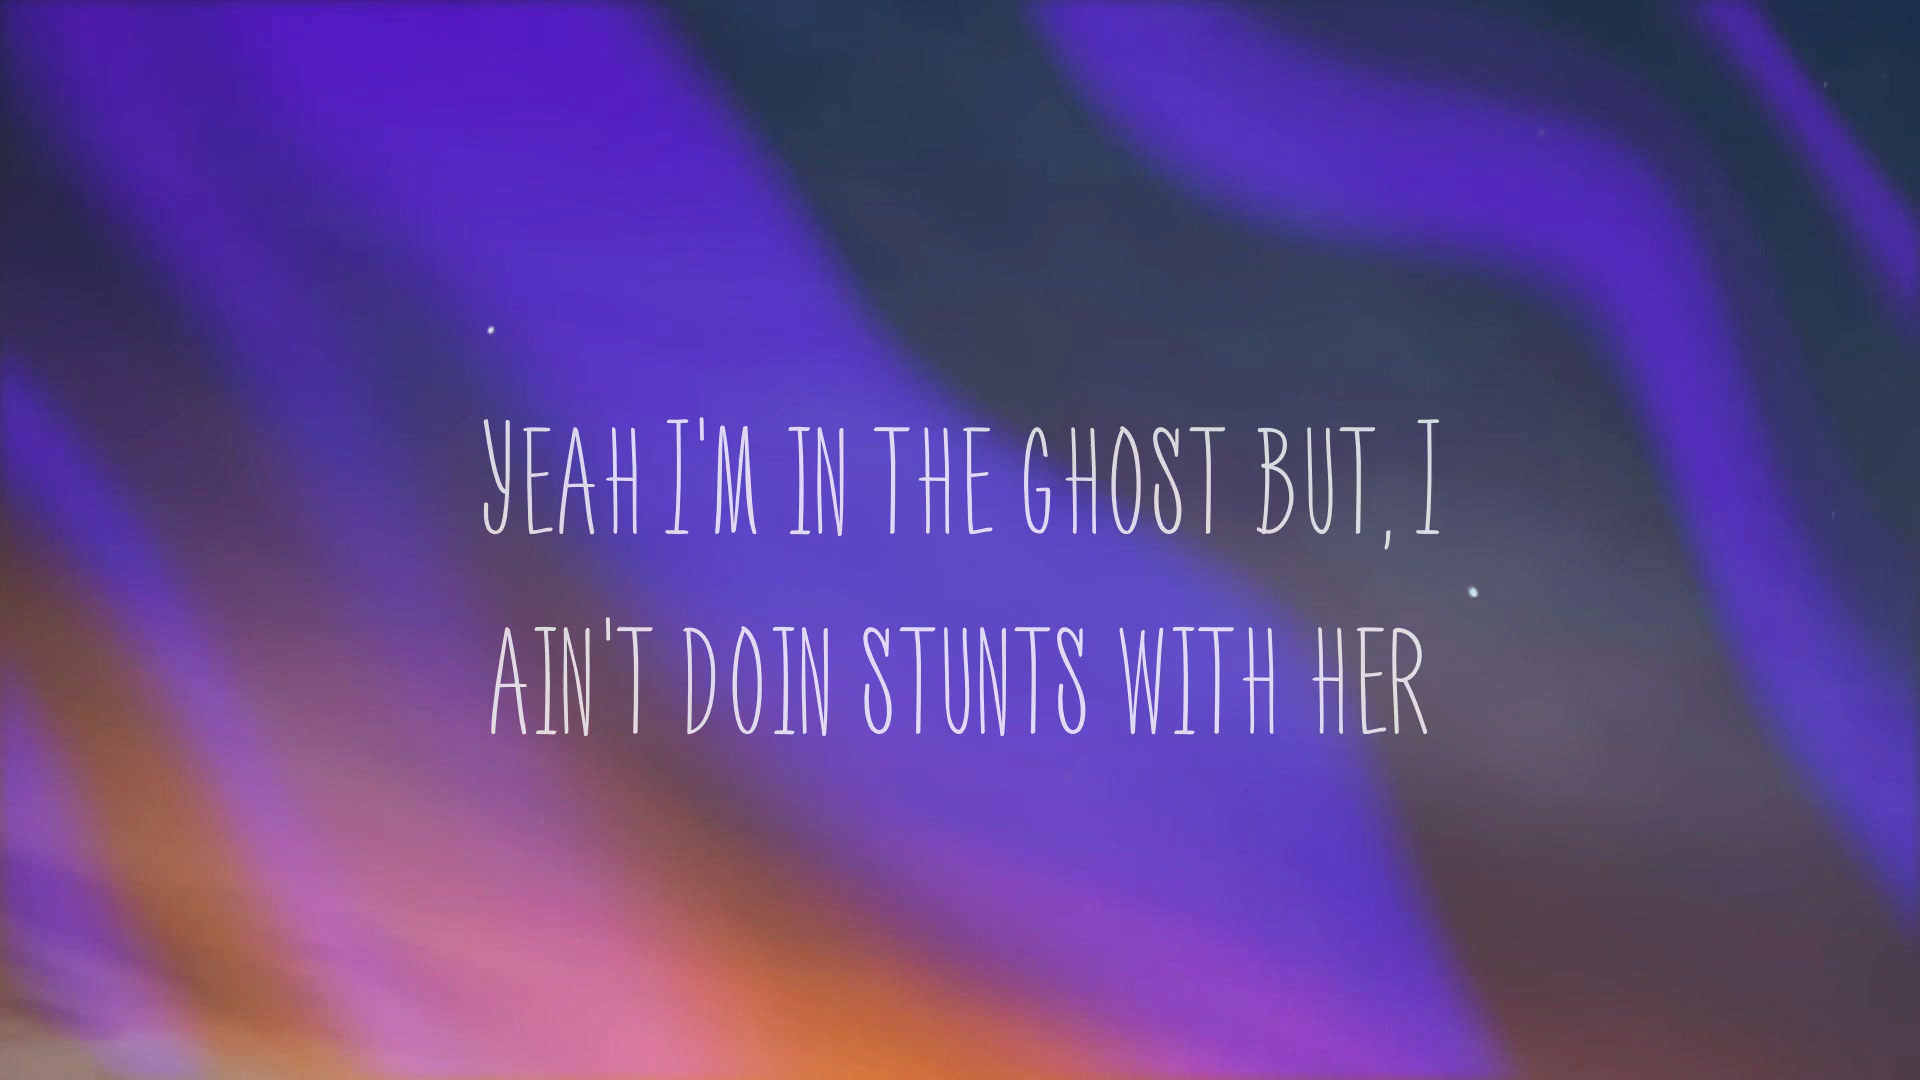 YEAH I'M IN THE GHOST BUT, I
AIN'T DOIN STUNTS WITH HER